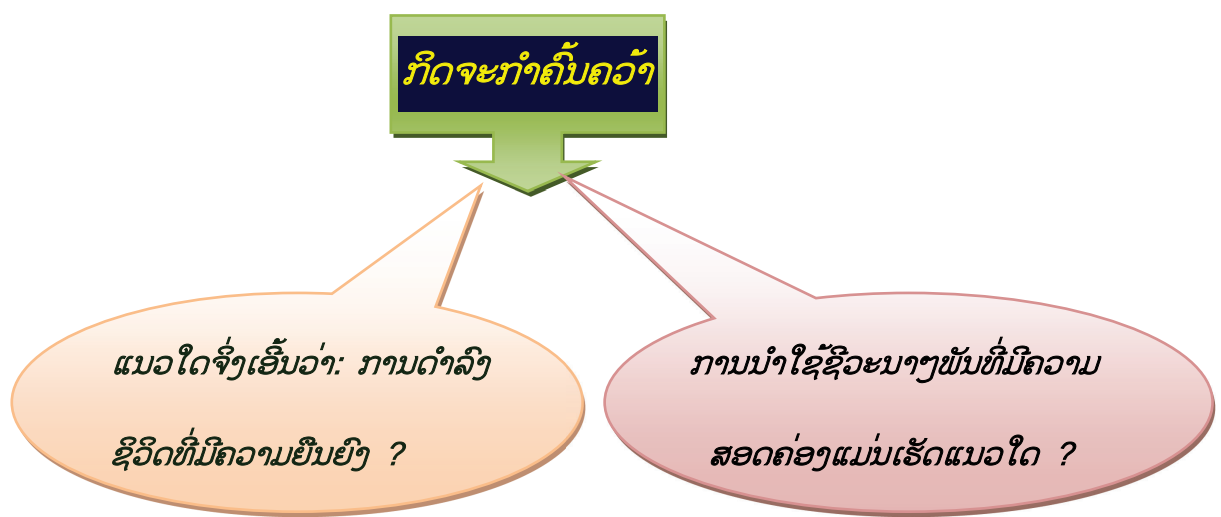 ກິດຈະກຳຄົ້ນຄວ້າ
ແນວໃດຈິ່ງເອີ້ນວ່າ: ການດຳລົງ
ຊິວິດທີ່ມີຄວາມຍືນຍົງ ?
ການນຳໃຊ້ຊີວະນາໆພັນທີ່ມີຄວາມ
ສອດຄ່ອງແມ່ນເຮັດແນວໃດ ?